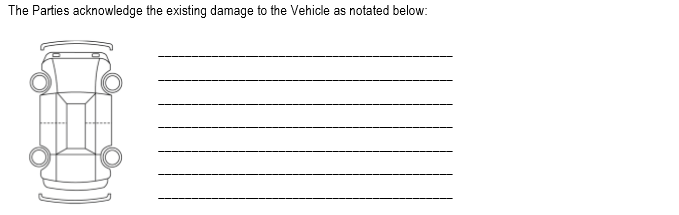 The Parties acknowledge the existing damage to the Vehicle as notated below: